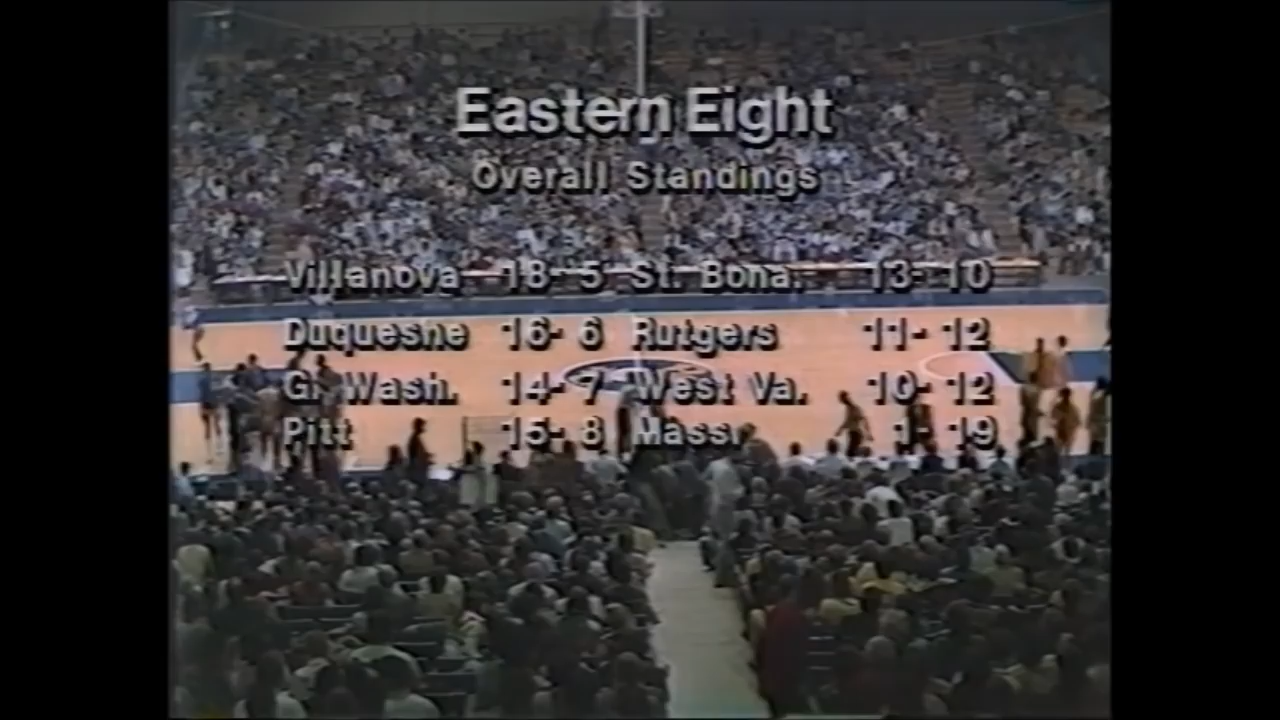 Eastern Eight
Overall Standings
Villanova 18- 5 St. Bona. 13- 10
Duquesne 16- 6 Rutgers 11- 12
G. Wash. 14- 7 West Va. 10- 12
Pitt 15- 8 Mass. 1- 19